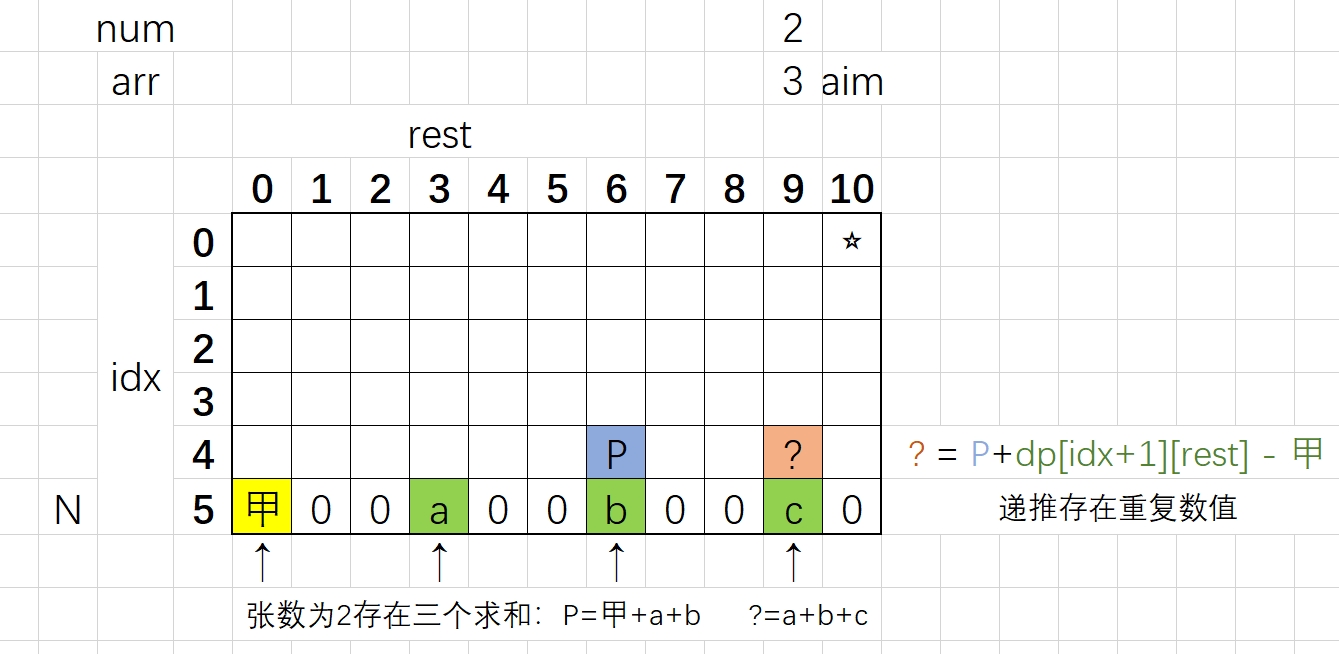 num 2
arr 3 aim
rest
0 1 2 3 4 5 6 7 8 9 10
0 ☆
1
2
idx
3
4 P ? ? = P+dp[idx+1][rest] - 甲
N 5 甲 0 0 a 0 0 b 0 0 c 0 递推存在重复数值
↑ ↑ ↑ ↑
张数为2存在三个求和：P=甲+a+b ?=a+b+c